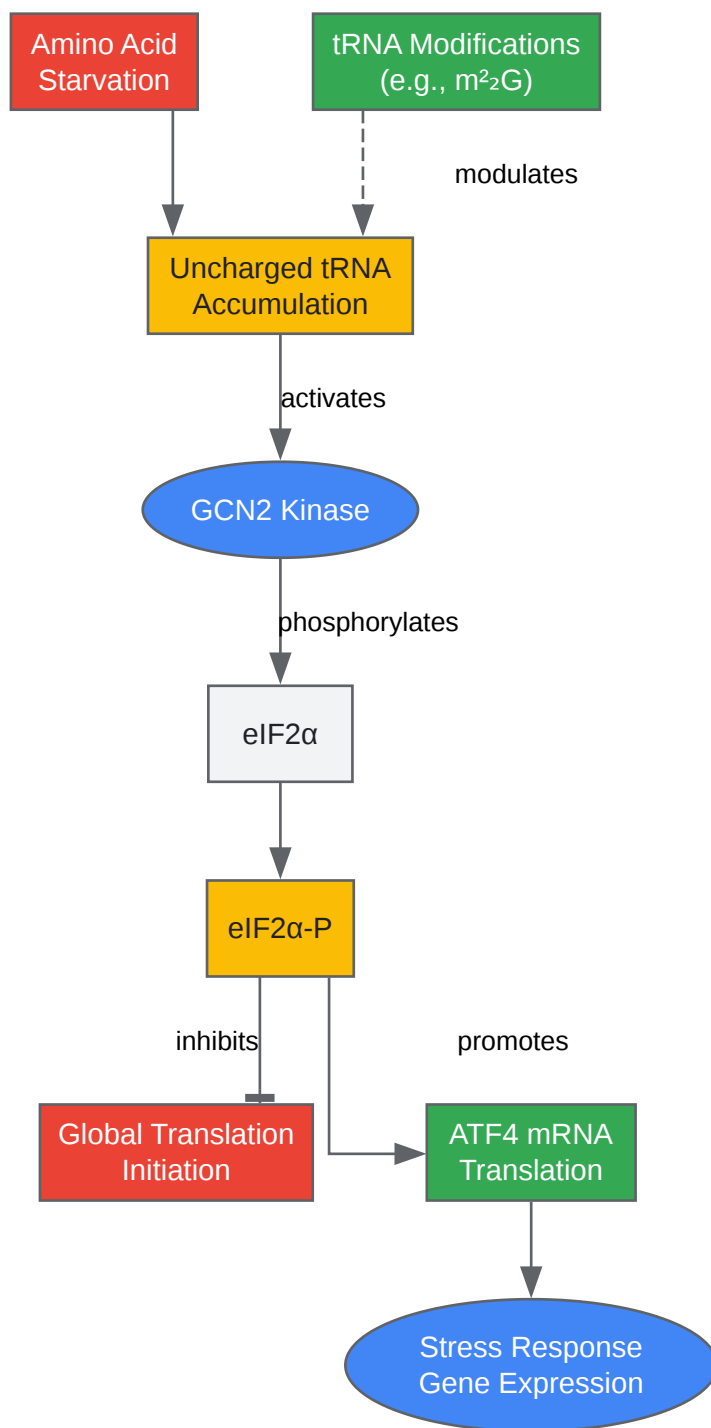 Amino Acid
Starvation
tRNA Modifications
(e.g., m²₂G)
modulates
Uncharged tRNA
Accumulation
activates
GCN2 Kinase
phosphorylates
eIF2α
eIF2α-P
inhibits
promotes
Global Translation
Initiation
ATF4 mRNA
Translation
Stress Response
Gene Expression